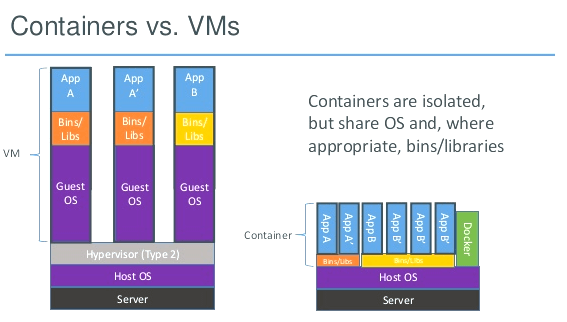 Containers vs. VMs
App
A
App
A’
App
B
Bins/
Libs
Bins/
Libs
Bins/
Libs
VM
Guest
OS
Guest
OS
Guest
OS
Hypervisor (Type 2)
Host OS
Server
Containers are isolated,
but share OS and, where
appropriate, bins/libraries
Container
App A
App A’
App B
App B’
App B’
App B’
Docker
Bins/Libs
Bins/Libs
Host OS
Server